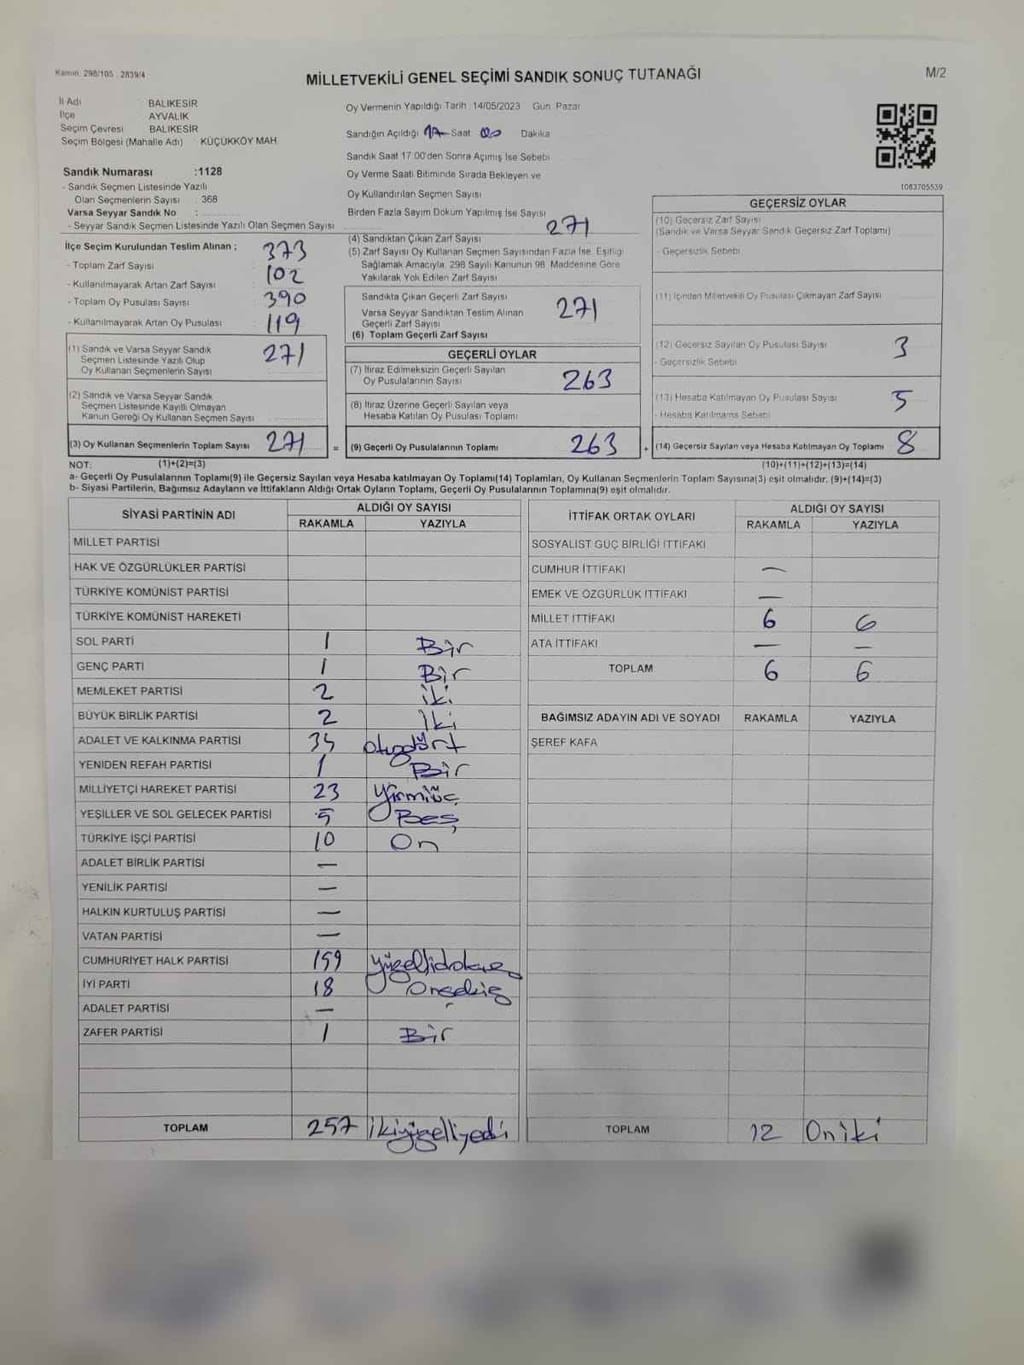 Kanun: 298/105 : 2839/4
MİLLETVEKİLİ GENEL SEÇİMİ SANDIK SONUÇ TUTANAĞI
M/2
İl Adı BALIKESİR
İlçe AYVALIK
Seçim Çevresi BALIKESİR
Seçim Bölgesi (Mahalle Adı) KÜÇÜKKÖY MAH.
Oy Vermenin Yapıldığı Tarih : 14/05/2023 Gün: Pazar
Sandığın Açıldığı 17 Saat 00 Dakika
Sandık Saat 17:00'den Sonra Açımış İse Sebebi
Oy Verme Saati Bitiminde Sırada Bekleyen ve
Oy Kullandırılan Seçmen Sayısı
Birden Fazla Sayım Döküm Yapılmış İse Sayısı
1083705539
Sandık Numarası :1128
- Sandık Seçmen Listesinde Yazılı
Olan Seçmenlerin Sayısı : 368
Varsa Seyyar Sandık No :
- Seyyar Sandık Seçmen Listesinde Yazılı Olan Seçmen Sayısı
İlçe Seçim Kurulundan Teslim Alınan ;
- Toplam Zarf Sayısı 373
- Kullanılmayarak Artan Zarf Sayısı 102
- Toplam Oy Pusulası Sayısı 390
- Kullanılmayarak Artan Oy Pusulası 119
(1) Sandık ve Varsa Seyyar Sandık
Seçmen Listesinde Yazılı Olup
Oy Kullanan Seçmenlerin Sayısı 271
(2) Sandık ve Varsa Seyyar Sandık
Seçmen Listesinde Kayıtlı Olmayan
Kanun Gereği Oy Kullanan Seçmen Sayısı
(3) Oy Kullanan Seçmenlerin Toplam Sayısı 271 =
(4) Sandıktan Çıkan Zarf Sayısı 271
(5) Zarf Sayısı Oy Kullanan Seçmen Sayısından Fazla İse, Eşitliği
Sağlamak Amacıyla, 298 Sayılı Kanunun 98. Maddesine Göre
Yakılarak Yok Edilen Zarf Sayısı
Sandıkta Çıkan Geçerli Zarf Sayısı
Varsa Seyyar Sandıktan Teslim Alınan
Geçerli Zarf Sayısı
(6) Toplam Geçerli Zarf Sayısı 271
GEÇERLİ OYLAR
(7) İtiraz Edilmeksizin Geçerli Sayılan
Oy Pusulalarının Sayısı 263
(8) İtiraz Üzerine Geçerli Sayılan veya
Hesaba Katılan Oy Pusulası Toplamı
(9) Geçerli Oy Pusulalarının Toplamı 263 +
GEÇERSİZ OYLAR
(10) Geçersiz Zarf Sayısı
(Sandık ve Varsa Seyyar Sandık Geçersiz Zarf Toplamı)
- Geçersizlik Sebebi
(11) İçinden Milletvekili Oy Pusulası Çıkmayan Zarf Sayısı
(12) Geçersiz Sayılan Oy Pusulası Sayısı 3
- Geçersizlik Sebebi
(13) Hesaba Katılmayan Oy Pusulası Sayısı 5
- Hesaba Katılmama Sebebi
(14) Geçersiz Sayılan veya Hesaba Katılmayan Oy Toplamı 8
NOT: (1)+(2)=(3)
(10)+(11)+(12)+(13)=(14)
a- Geçerli Oy Pusulalarının Toplamı(9) ile Geçersiz Sayılan veya Hesaba katılmayan Oy Toplamı(14) Toplamları, Oy Kullanan Seçmenlerin Toplam Sayısına(3) eşit olmalıdır. (9)+(14)=(3)
b- Siyasi Partilerin, Bağımsız Adayların ve İttifakların Aldığı Ortak Oyların Toplamı, Geçerli Oy Pusulalarının Toplamına(9) eşit olmalıdır.
SİYASİ PARTİNİN ADI ALDIĞI OY SAYISI
RAKAMLA YAZIYLA
MİLLET PARTİSİ
HAK VE ÖZGÜRLÜKLER PARTİSİ
TÜRKİYE KOMÜNİST PARTİSİ
TÜRKİYE KOMÜNİST HAREKETİ
SOL PARTİ 1 Bir
GENÇ PARTİ 1 Bir
MEMLEKET PARTİSİ 2 iki
BÜYÜK BİRLİK PARTİSİ 2 İki
ADALET VE KALKINMA PARTİSİ 34 otuzdört
YENİDEN REFAH PARTİSİ 1 Bir
MİLLİYETÇİ HAREKET PARTİSİ 23 Yirmiüç
YEŞİLLER VE SOL GELECEK PARTİSİ 5 Beş
TÜRKİYE İŞÇİ PARTİSİ 10 On
ADALET BİRLİK PARTİSİ —
YENİLİK PARTİSİ —
HALKIN KURTULUŞ PARTİSİ —
VATAN PARTİSİ —
CUMHURİYET HALK PARTİSİ 159 yüzellidokuz
İYİ PARTİ 18 Onsekiz
ADALET PARTİSİ —
ZAFER PARTİSİ 1 Bir
TOPLAM 257 ikiyüzelliyedi
İTTİFAK ORTAK OYLARI ALDIĞI OY SAYISI
RAKAMLA YAZIYLA
SOSYALİST GÜÇ BİRLİĞİ İTTİFAKI
CUMHUR İTTİFAKI —
EMEK VE ÖZGÜRLÜK İTTİFAKI —
MİLLET İTTİFAKI 6 6
ATA İTTİFAKI — —
TOPLAM 6 6
BAĞIMSIZ ADAYIN ADI VE SOYADI RAKAMLA YAZIYLA
ŞEREF KAFA
TOPLAM 12 Oniki